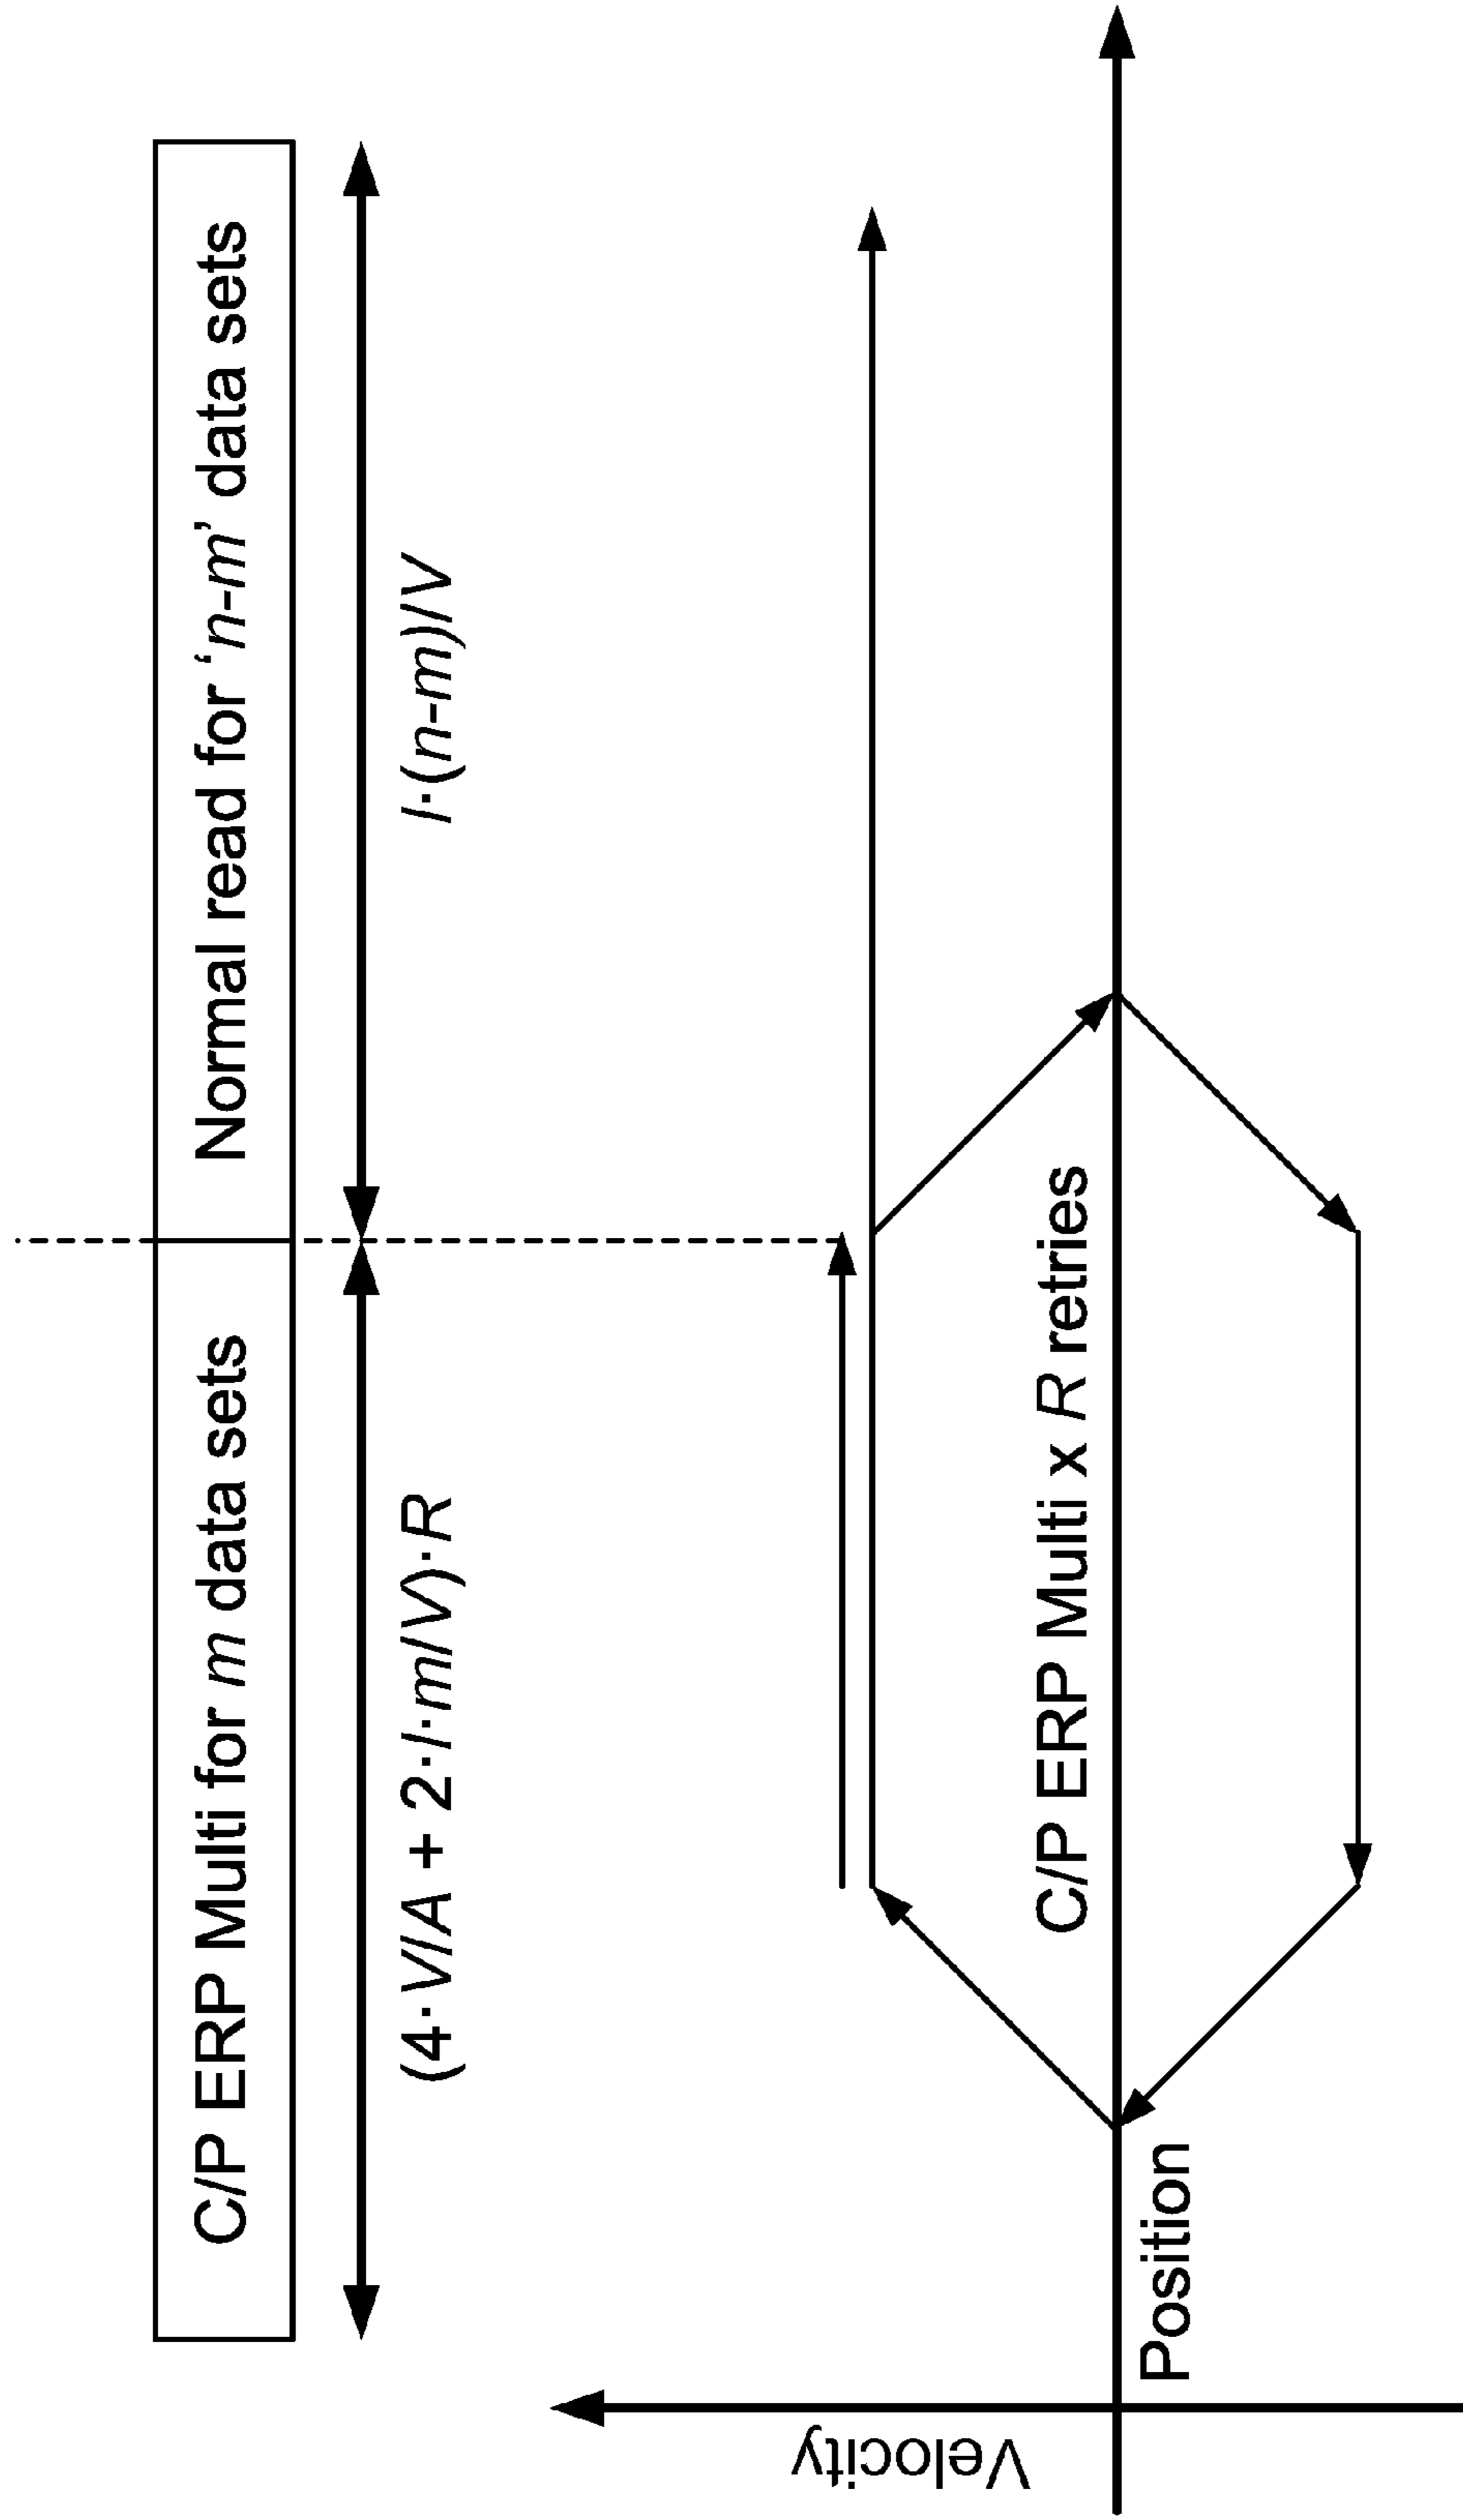 C/P ERP Multi for m data sets
Normal read for ‘n-m’ data sets
(4·V/A + 2·l·m/V)·R
l·(n-m)/V
Velocity
C/P ERP Multi x R retries
Position